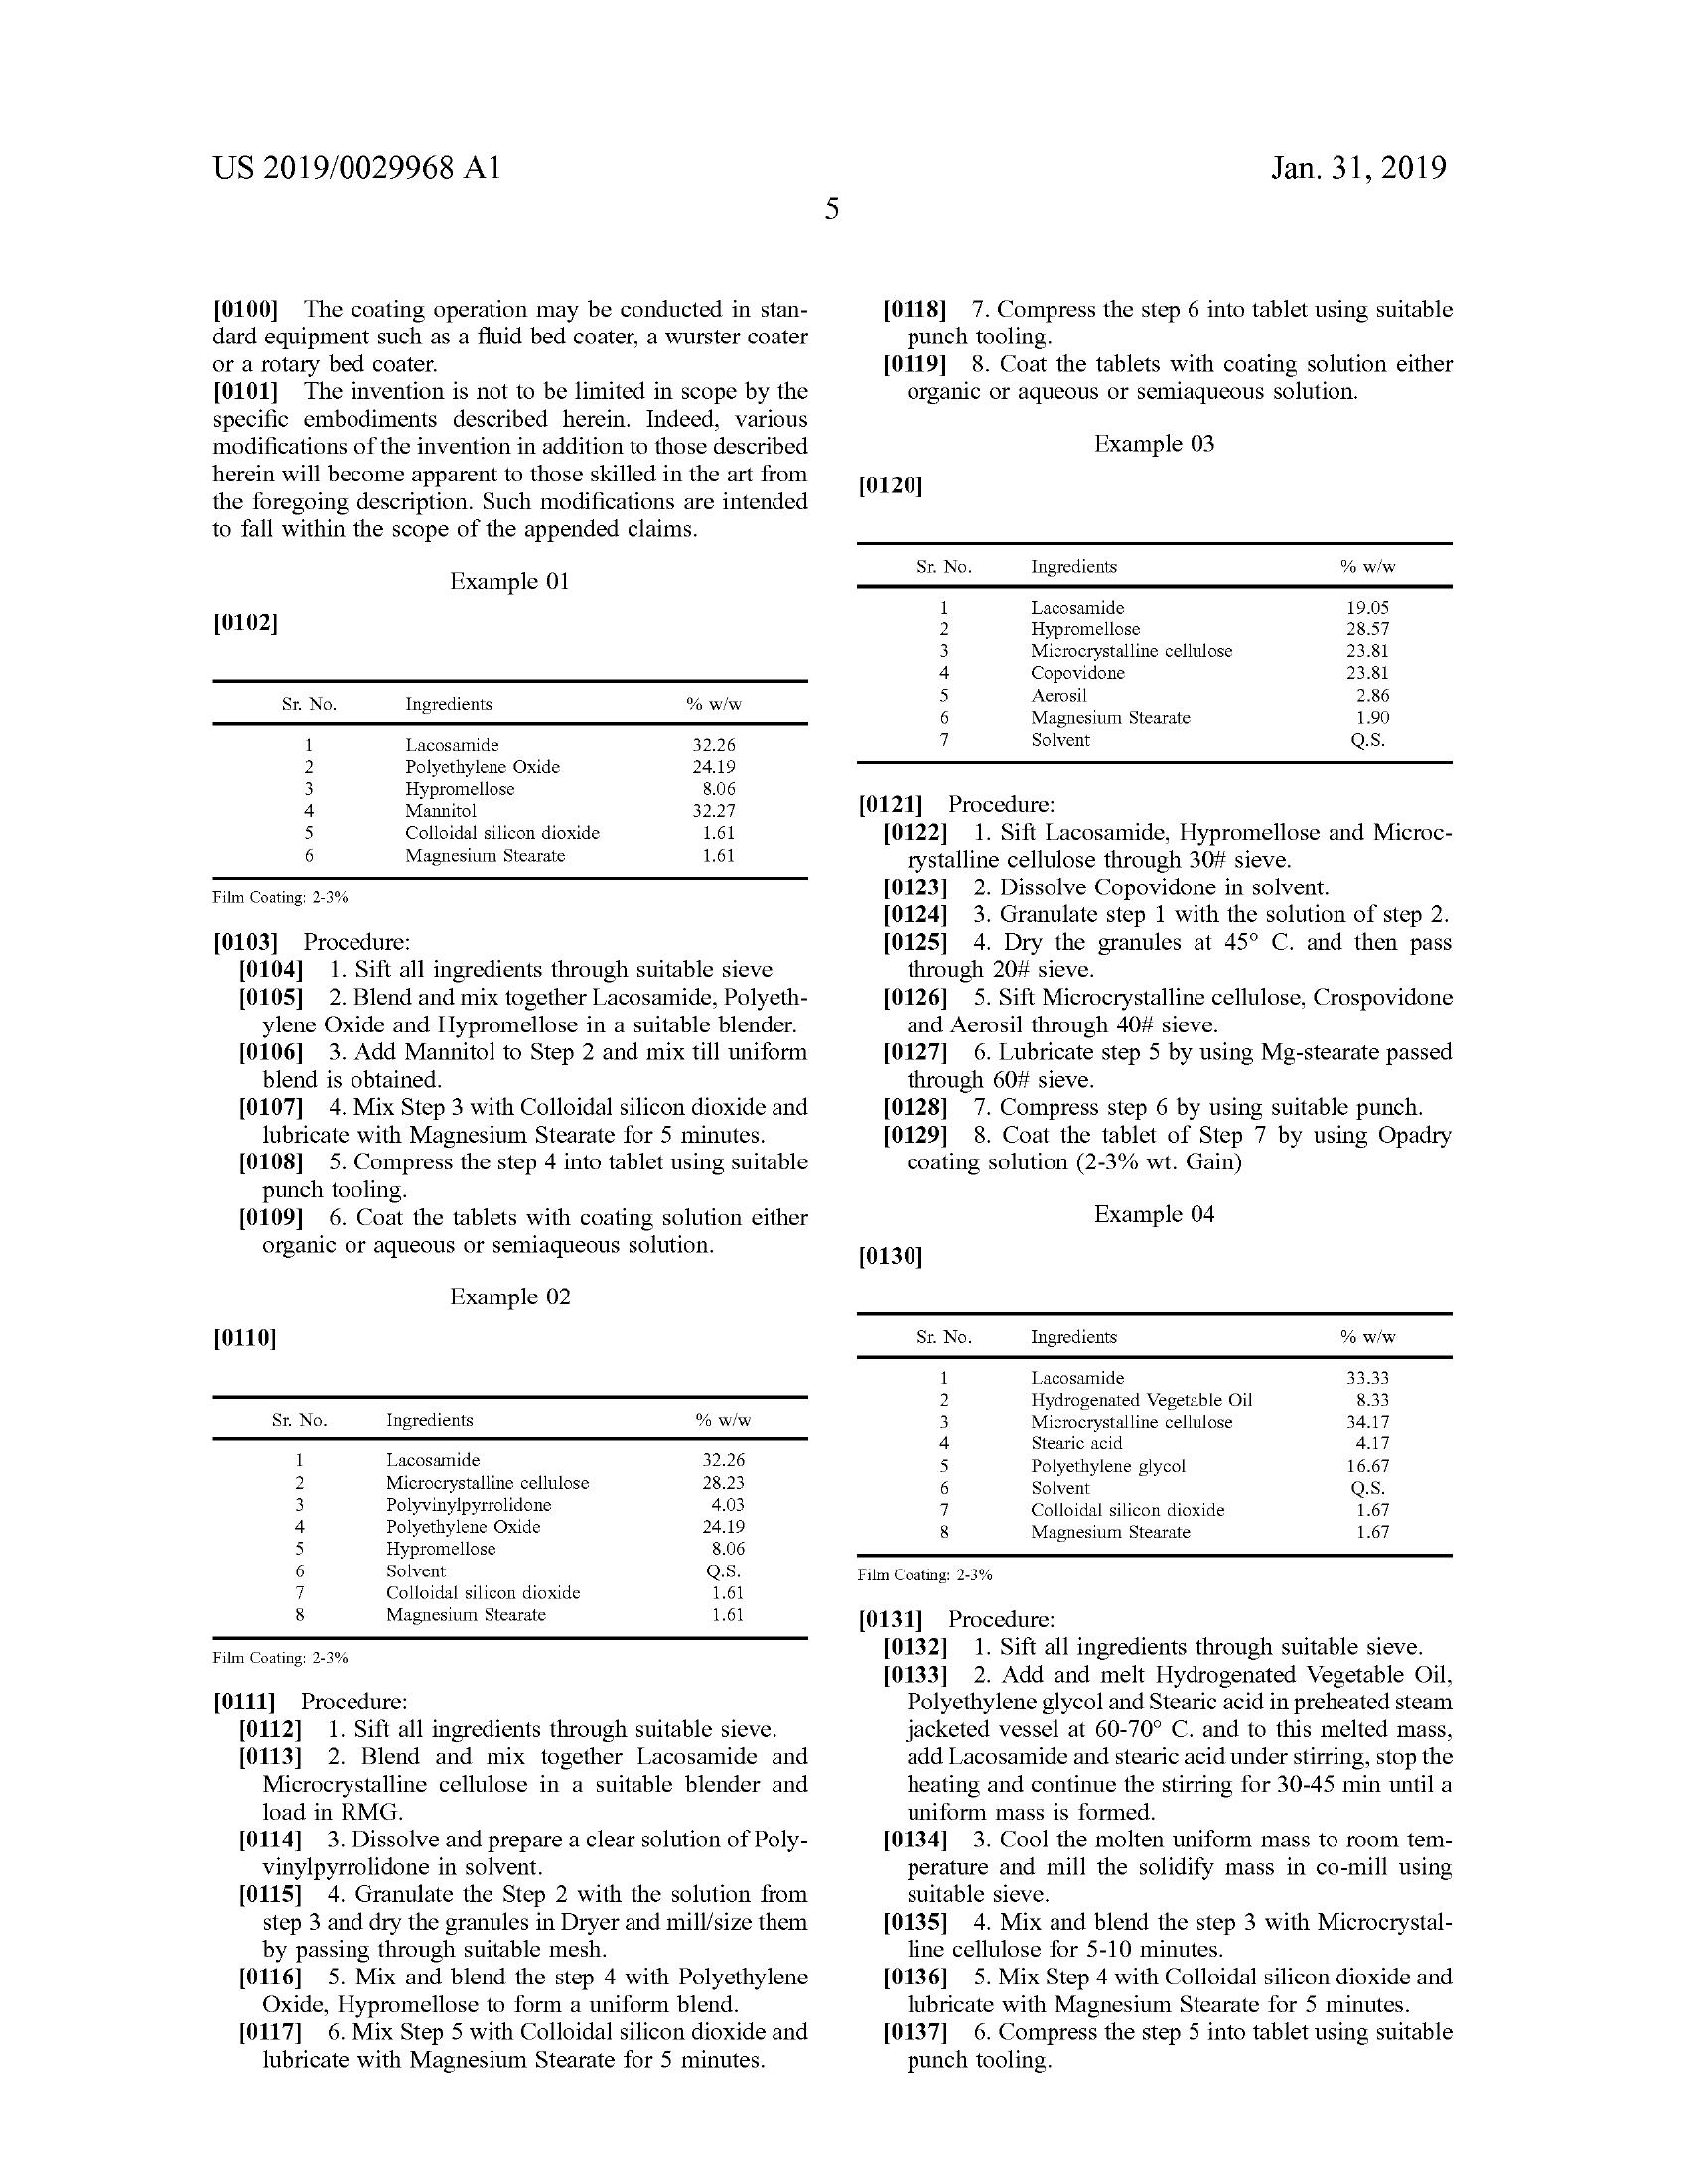 US 2019/0029968 A1
Jan. 31, 2019
5
[0100] The coating operation may be conducted in stan-
dard equipment such as a fluid bed coater, a wurster coater
or a rotary bed coater.
[0101] The invention is not to be limited in scope by the
specific embodiments described herein. Indeed, various
modifications of the invention in addition to those described
herein will become apparent to those skilled in the art from
the foregoing description. Such modifications are intended
to fall within the scope of the appended claims.
Example 01
[0102]
Sr. No. Ingredients % w/w
1 Lacosamide 32.26
2 Polyethylene Oxide 24.19
3 Hypromellose 8.06
4 Mannitol 32.27
5 Colloidal silicon dioxide 1.61
6 Magnesium Stearate 1.61
Film Coating: 2-3%
[0103] Procedure:
[0104] 1. Sift all ingredients through suitable sieve
[0105] 2. Blend and mix together Lacosamide, Polyeth-
ylene Oxide and Hypromellose in a suitable blender.
[0106] 3. Add Mannitol to Step 2 and mix till uniform
blend is obtained.
[0107] 4. Mix Step 3 with Colloidal silicon dioxide and
lubricate with Magnesium Stearate for 5 minutes.
[0108] 5. Compress the step 4 into tablet using suitable
punch tooling.
[0109] 6. Coat the tablets with coating solution either
organic or aqueous or semiaqueous solution.
Example 02
[0110]
Sr. No. Ingredients % w/w
1 Lacosamide 32.26
2 Microcrystalline cellulose 28.23
3 Polyvinylpyrrolidone 4.03
4 Polyethylene Oxide 24.19
5 Hypromellose 8.06
6 Solvent Q.S.
7 Colloidal silicon dioxide 1.61
8 Magnesium Stearate 1.61
Film Coating: 2-3%
[0111] Procedure:
[0112] 1. Sift all ingredients through suitable sieve.
[0113] 2. Blend and mix together Lacosamide and
Microcrystalline cellulose in a suitable blender and
load in RMG.
[0114] 3. Dissolve and prepare a clear solution of Poly-
vinylpyrrolidone in solvent.
[0115] 4. Granulate the Step 2 with the solution from
step 3 and dry the granules in Dryer and mill/size them
by passing through suitable mesh.
[0116] 5. Mix and blend the step 4 with Polyethylene
Oxide, Hypromellose to form a uniform blend.
[0117] 6. Mix Step 5 with Colloidal silicon dioxide and
lubricate with Magnesium Stearate for 5 minutes.
[0118] 7. Compress the step 6 into tablet using suitable
punch tooling.
[0119] 8. Coat the tablets with coating solution either
organic or aqueous or semiaqueous solution.
Example 03
[0120]
Sr. No. Ingredients % w/w
1 Lacosamide 19.05
2 Hypromellose 28.57
3 Microcrystalline cellulose 23.81
4 Copovidone 23.81
5 Aerosil 2.86
6 Magnesium Stearate 1.90
7 Solvent Q.S.
[0121] Procedure:
[0122] 1. Sift Lacosamide, Hypromellose and Microc-
rystalline cellulose through 30# sieve.
[0123] 2. Dissolve Copovidone in solvent.
[0124] 3. Granulate step 1 with the solution of step 2.
[0125] 4. Dry the granules at 45° C. and then pass
through 20# sieve.
[0126] 5. Sift Microcrystalline cellulose, Crospovidone
and Aerosil through 40# sieve.
[0127] 6. Lubricate step 5 by using Mg-stearate passed
through 60# sieve.
[0128] 7. Compress step 6 by using suitable punch.
[0129] 8. Coat the tablet of Step 7 by using Opadry
coating solution (2-3% wt. Gain)
Example 04
[0130]
Sr. No. Ingredients % w/w
1 Lacosamide 33.33
2 Hydrogenated Vegetable Oil 8.33
3 Microcrystalline cellulose 34.17
4 Stearic acid 4.17
5 Polyethylene glycol 16.67
6 Solvent Q.S.
7 Colloidal silicon dioxide 1.67
8 Magnesium Stearate 1.67
Film Coating: 2-3%
[0131] Procedure:
[0132] 1. Sift all ingredients through suitable sieve.
[0133] 2. Add and melt Hydrogenated Vegetable Oil,
Polyethylene glycol and Stearic acid in preheated steam
jacketed vessel at 60-70° C. and to this melted mass,
add Lacosamide and stearic acid under stirring, stop the
heating and continue the stirring for 30-45 min until a
uniform mass is formed.
[0134] 3. Cool the molten uniform mass to room tem-
perature and mill the solidify mass in co-mill using
suitable sieve.
[0135] 4. Mix and blend the step 3 with Microcrystal-
line cellulose for 5-10 minutes.
[0136] 5. Mix Step 4 with Colloidal silicon dioxide and
lubricate with Magnesium Stearate for 5 minutes.
[0137] 6. Compress the step 5 into tablet using suitable
punch tooling.